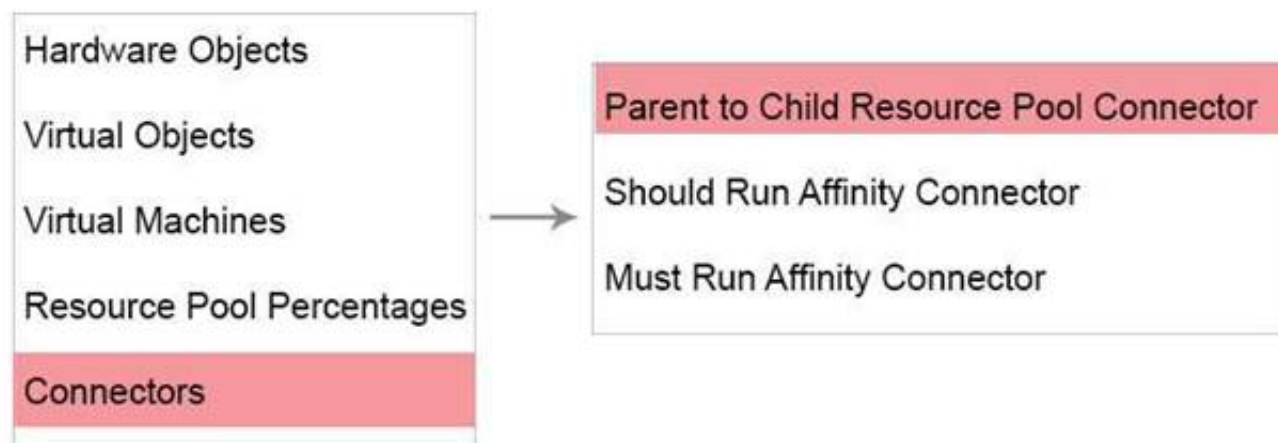 Hardware Objects
Virtual Objects
Virtual Machines
Resource Pool Percentages
Connectors
Parent to Child Resource Pool Connector
Should Run Affinity Connector
Must Run Affinity Connector